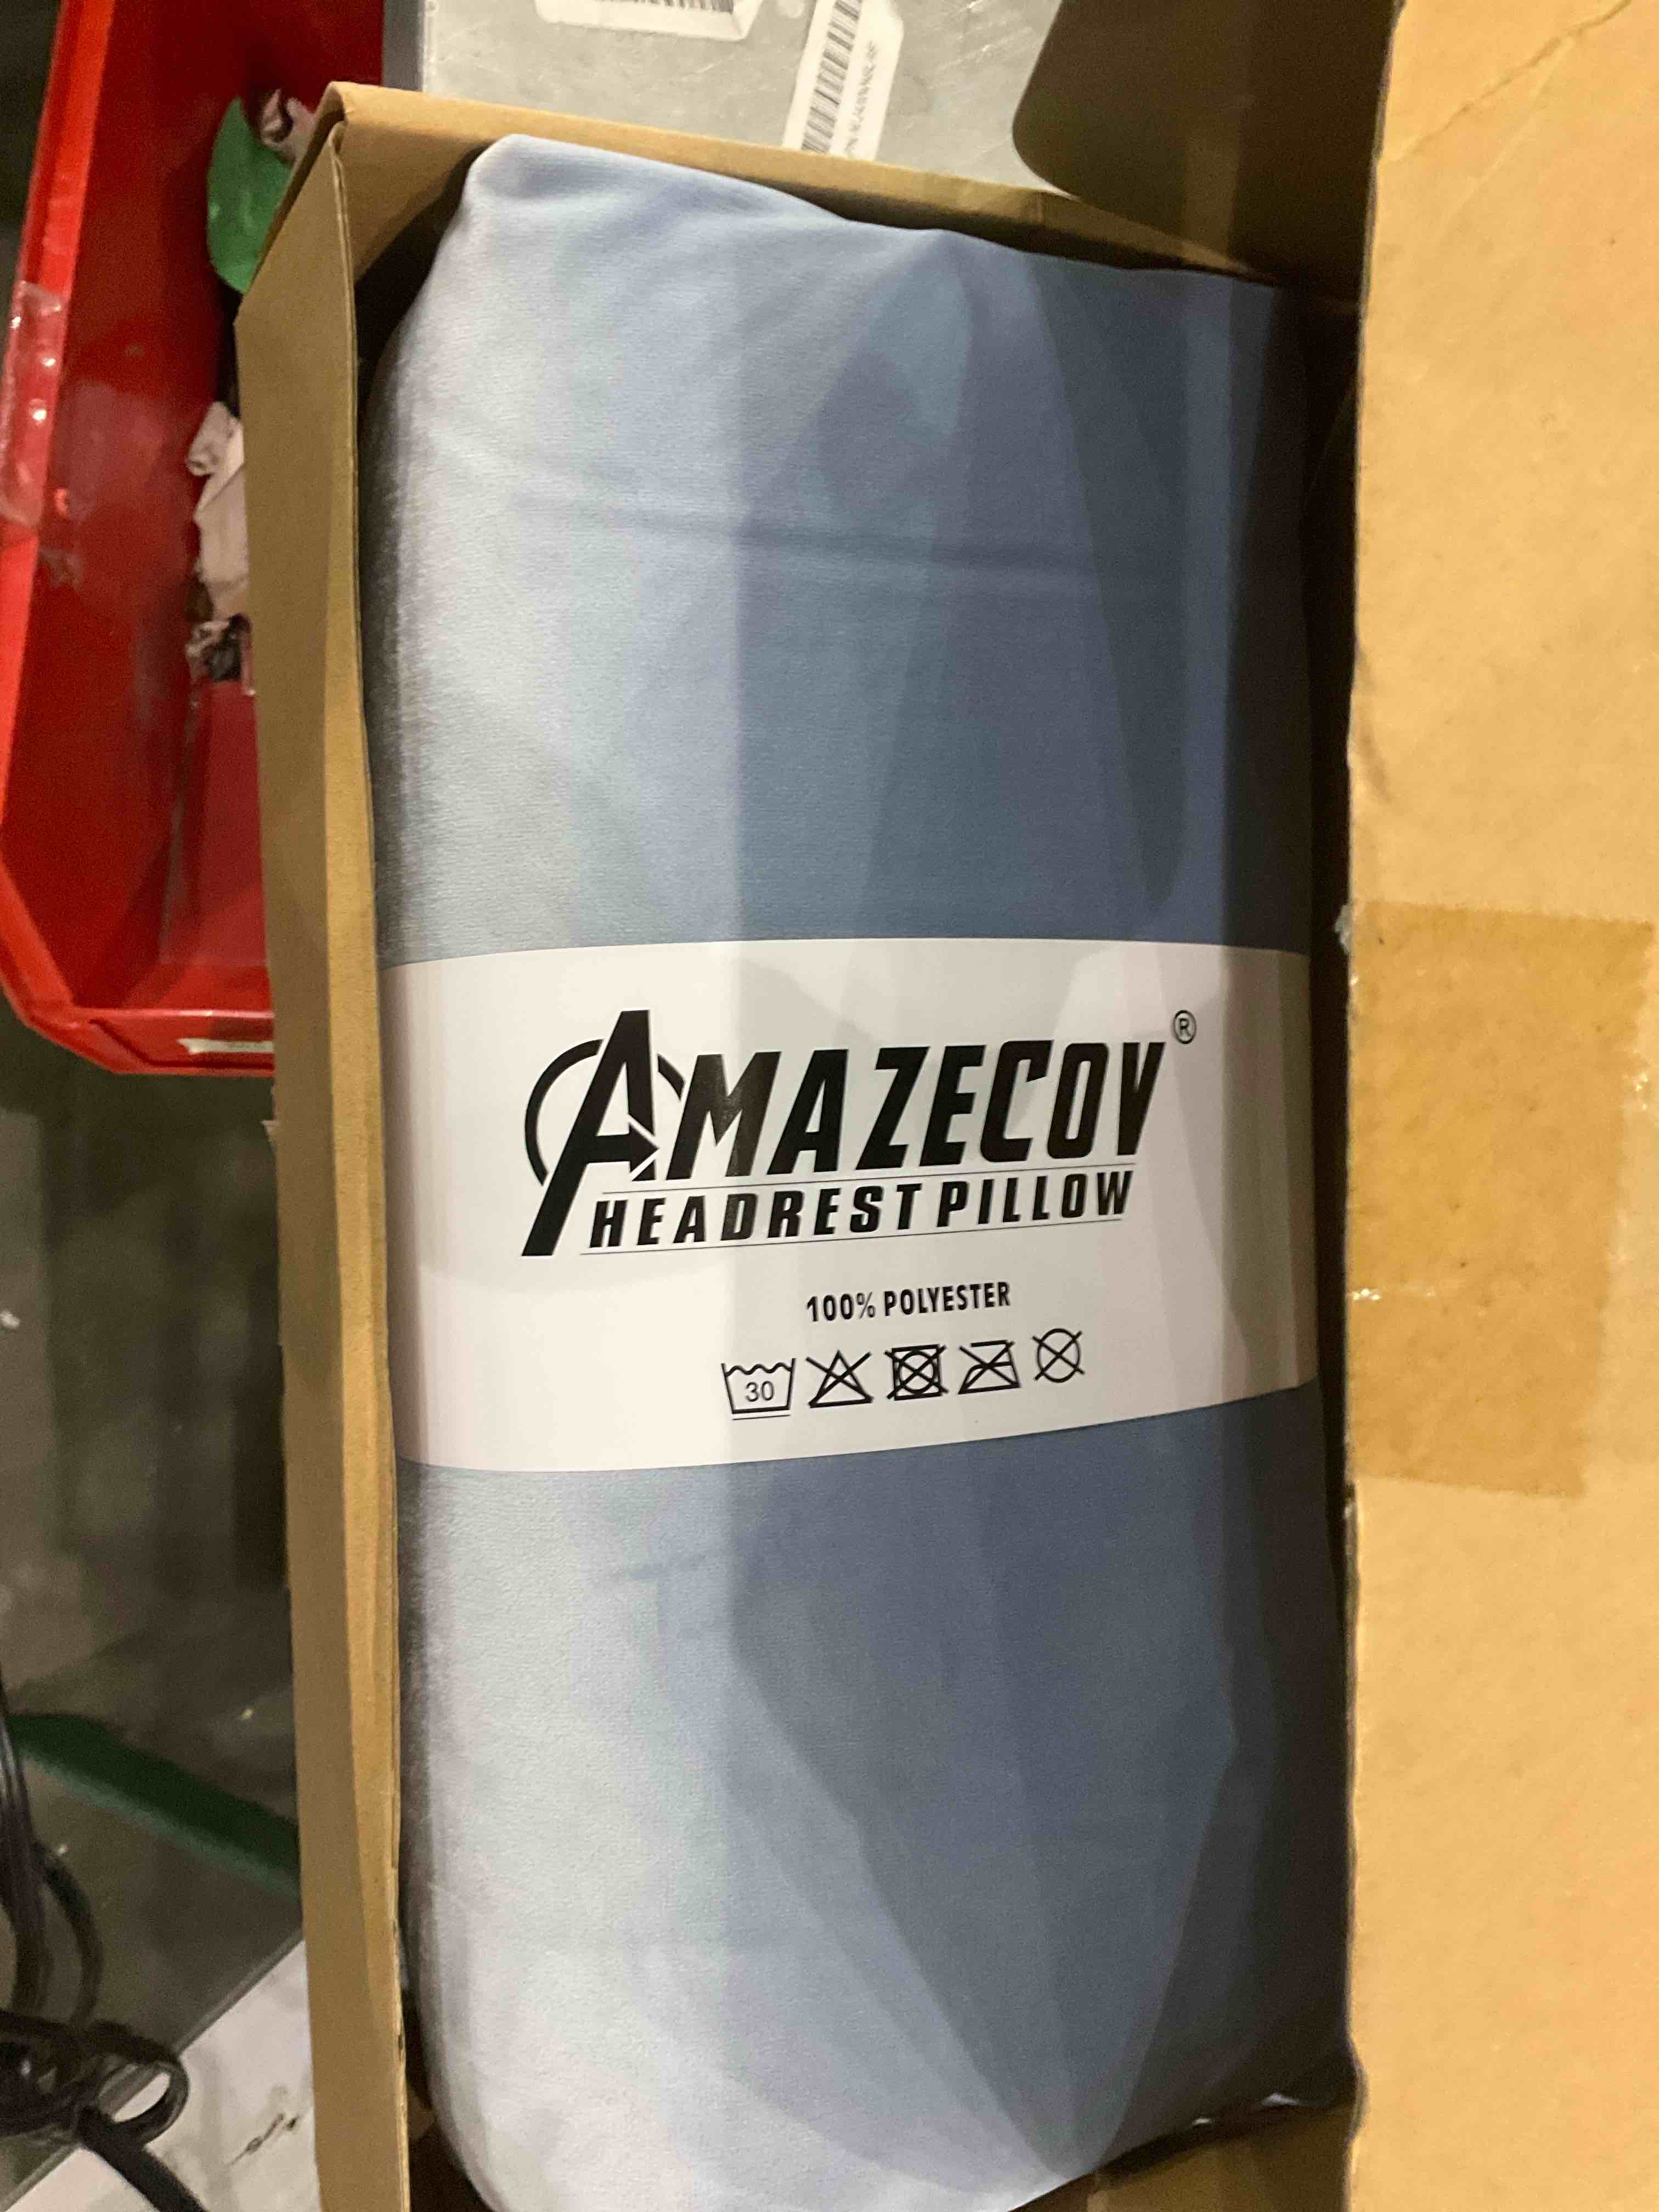 AMAZECOV ®
HEADREST PILLOW
100% POLYESTER
30